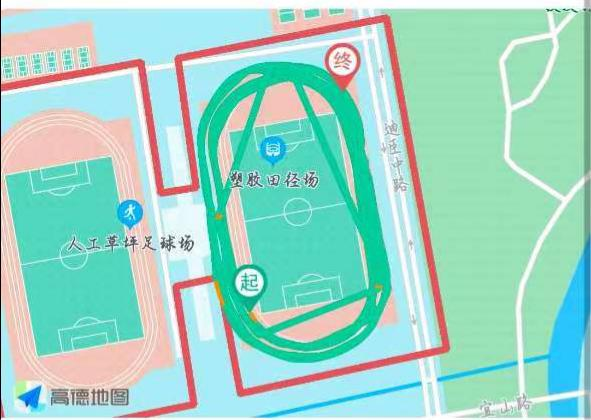 终
迪臣中路
塑胶田径场
人工草坪足球场
起
高德地图
宜山路